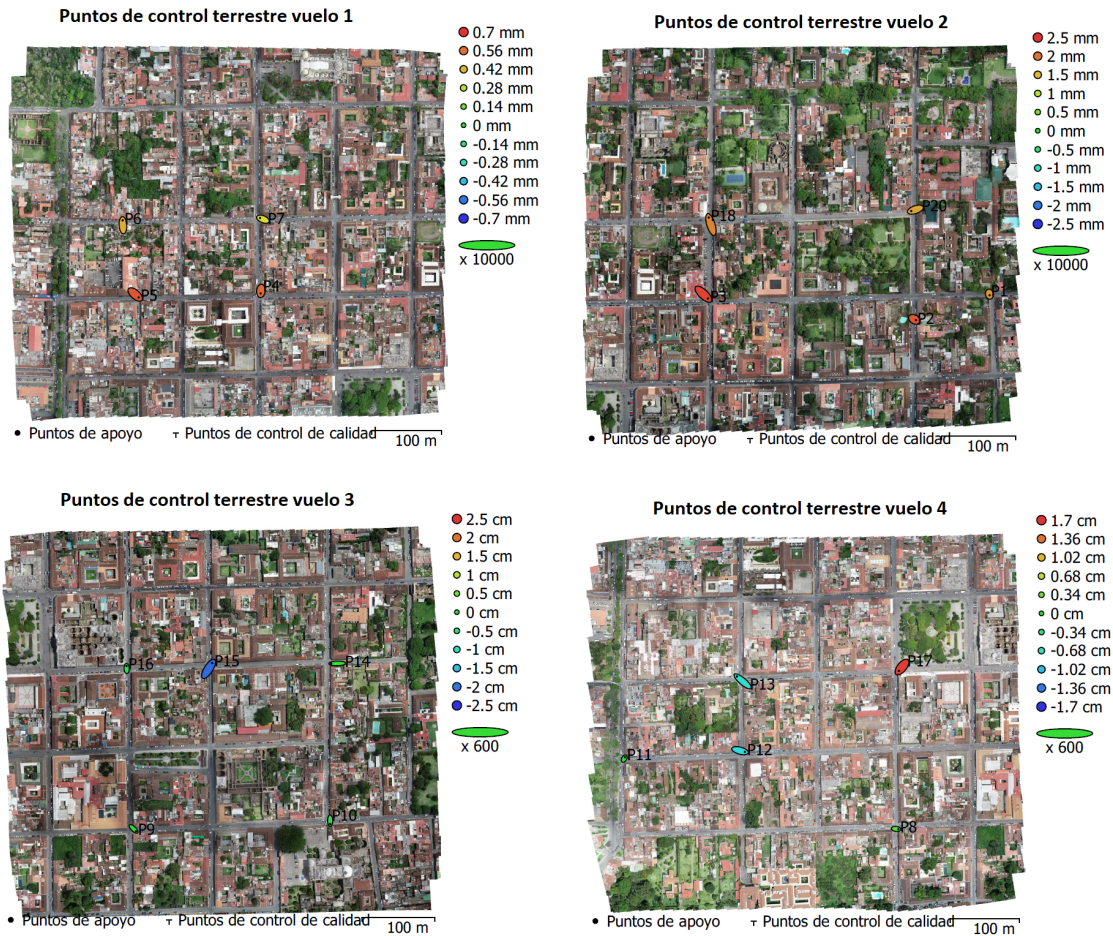 Puntos de control terrestre vuelo 1
0.7 mm
0.56 mm
0.42 mm
0.28 mm
0.14 mm
0 mm
-0.14 mm
-0.28 mm
-0.42 mm
-0.56 mm
-0.7 mm
x 10000
P6
P7
P5
P4
• Puntos de apoyo
┬ Puntos de control de calidad
100 m
Puntos de control terrestre vuelo 2
2.5 mm
2 mm
1.5 mm
1 mm
0.5 mm
0 mm
-0.5 mm
-1 mm
-1.5 mm
-2 mm
-2.5 mm
x 10000
P18
P20
P3
P1
P2
• Puntos de apoyo
┬ Puntos de control de calidad
100 m
Puntos de control terrestre vuelo 3
2.5 cm
2 cm
1.5 cm
1 cm
0.5 cm
0 cm
-0.5 cm
-1 cm
-1.5 cm
-2 cm
-2.5 cm
x 600
P16
P15
P14
P9
P10
• Puntos de apoyo
┬ Puntos de control de calidad
100 m
Puntos de control terrestre vuelo 4
1.7 cm
1.36 cm
1.02 cm
0.68 cm
0.34 cm
0 cm
-0.34 cm
-0.68 cm
-1.02 cm
-1.36 cm
-1.7 cm
x 600
P17
P13
P12
P11
P8
• Puntos de apoyo
┬ Puntos de control de calidad
100 m